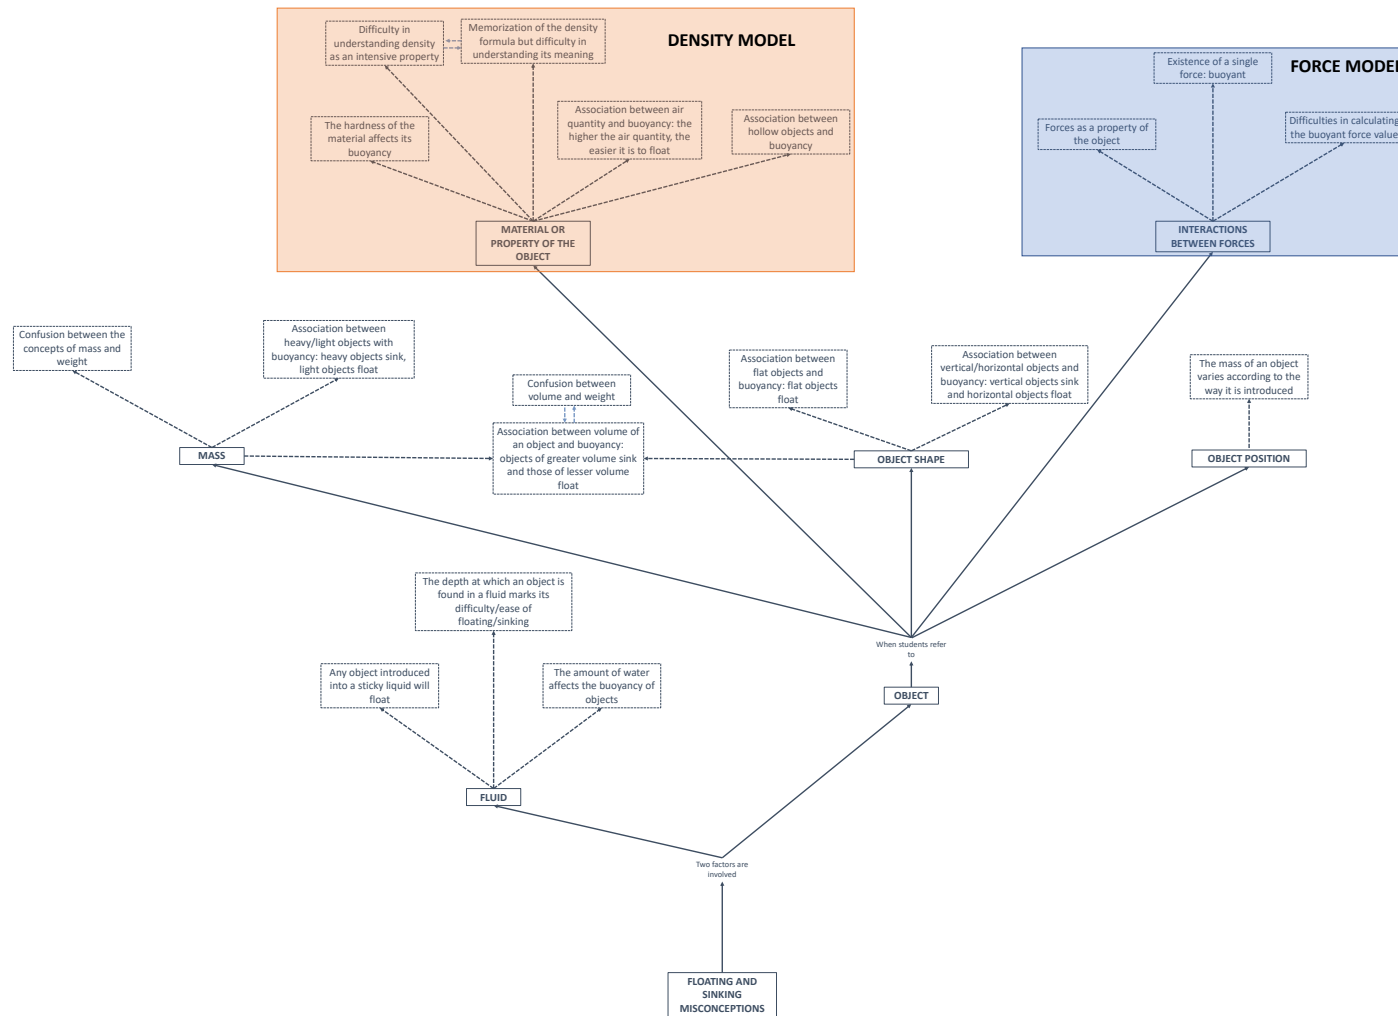 Difficulty in
understanding density
as an intensive property
Memorization of the density
formula but difficulty in
understanding its meaning
DENSITY MODEL
The hardness of the
material affects its
buoyancy
Association between air
quantity and buoyancy: the
higher the air quantity, the
easier it is to float
Association between
hollow objects and
buoyancy
MATERIAL OR
PROPERTY OF THE
OBJECT
Existence of a single
force: buoyant
FORCE MODEL
Forces as a property of
the object
Difficulties in calculating
the buoyant force value
INTERACTIONS
BETWEEN FORCES
Confusion between the
concepts of mass and
weight
Association between
heavy/light objects with
buoyancy: heavy objects sink,
light objects float
Confusion between
volume and weight
Association between volume of
an object and buoyancy:
objects of greater volume sink
and those of lesser volume
float
Association between
flat objects and
buoyancy: flat objects
float
Association between
vertical/horizontal objects and
buoyancy: vertical objects sink
and horizontal objects float
The mass of an object
varies according to the
way it is introduced
MASS
OBJECT SHAPE
OBJECT POSITION
The depth at which an object is
found in a fluid marks its
difficulty/ease of
floating/sinking
Any object introduced
into a sticky liquid will
float
The amount of water
affects the buoyancy of
objects
When students refer
to
OBJECT
FLUID
Two factors are
involved
FLOATING AND
SINKING
MISCONCEPTIONS